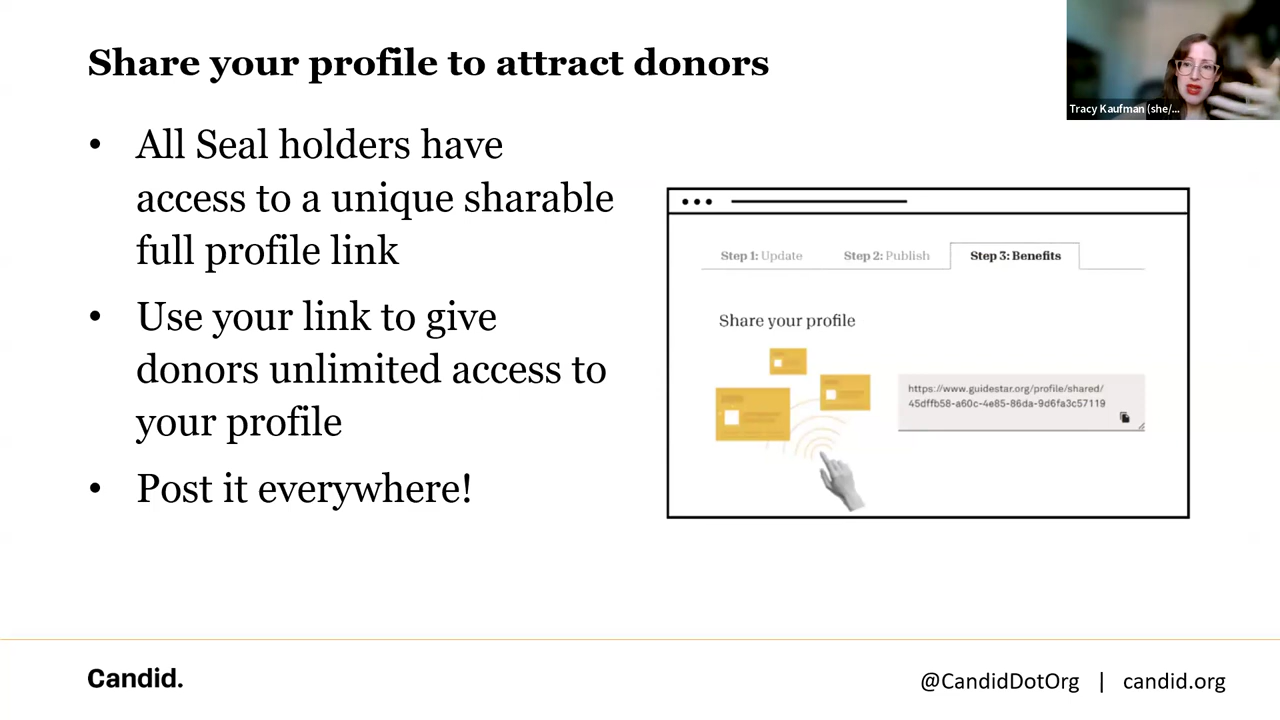 Share your profile to attract donors
Tracy Kaufman (she/...
• All Seal holders have
access to a unique sharable
full profile link
• Use your link to give
donors unlimited access to
your profile
• Post it everywhere!
Step 1: Update
Step 2: Publish
Step 3: Benefits
Share your profile
https://www.guidestar.org/profile/shared/
45dffb58-a60c-4e85-86da-9d6fa3c57119
Candid.
@CandidDotOrg | candid.org